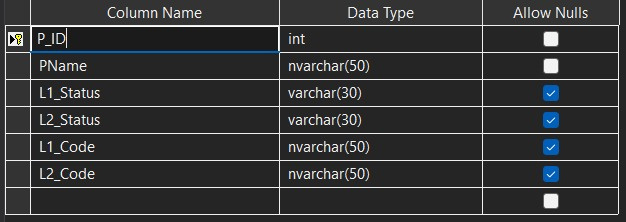 Column Name Data Type Allow Nulls
P_ID int
PName nvarchar(50)
L1_Status varchar(30)
L2_Status varchar(30)
L1_Code nvarchar(50)
L2_Code nvarchar(50)